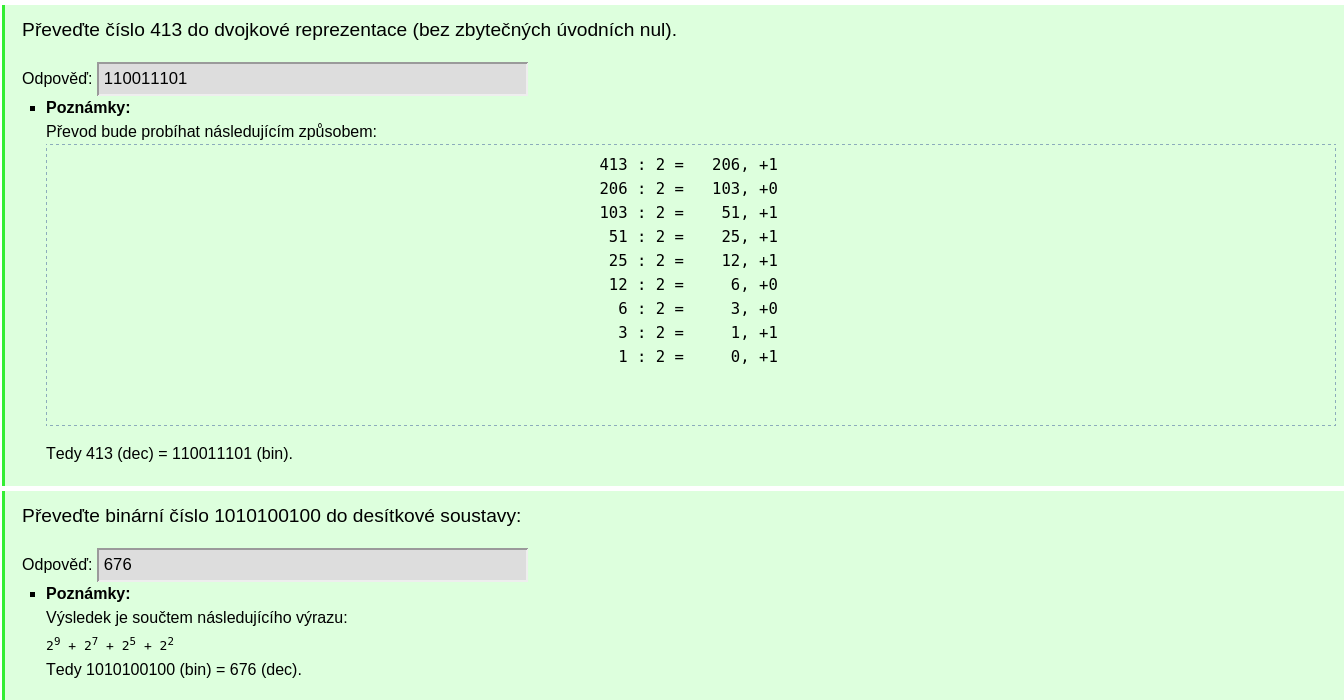 Převeďte číslo 413 do dvojkové reprezentace (bez zbytečných úvodních nul).
Odpověď: 110011101
Poznámky:
Převod bude probíhat následujícím způsobem:
413 : 2 = 206, +1
206 : 2 = 103, +0
103 : 2 = 51, +1
51 : 2 = 25, +1
25 : 2 = 12, +1
12 : 2 = 6, +0
6 : 2 = 3, +0
3 : 2 = 1, +1
1 : 2 = 0, +1
Tedy 413 (dec) = 110011101 (bin).
Převeďte binární číslo 1010100100 do desítkové soustavy:
Odpověď: 676
Poznámky:
Výsledek je součtem následujícího výrazu:
2⁹ + 2⁷ + 2⁵ + 2²
Tedy 1010100100 (bin) = 676 (dec).